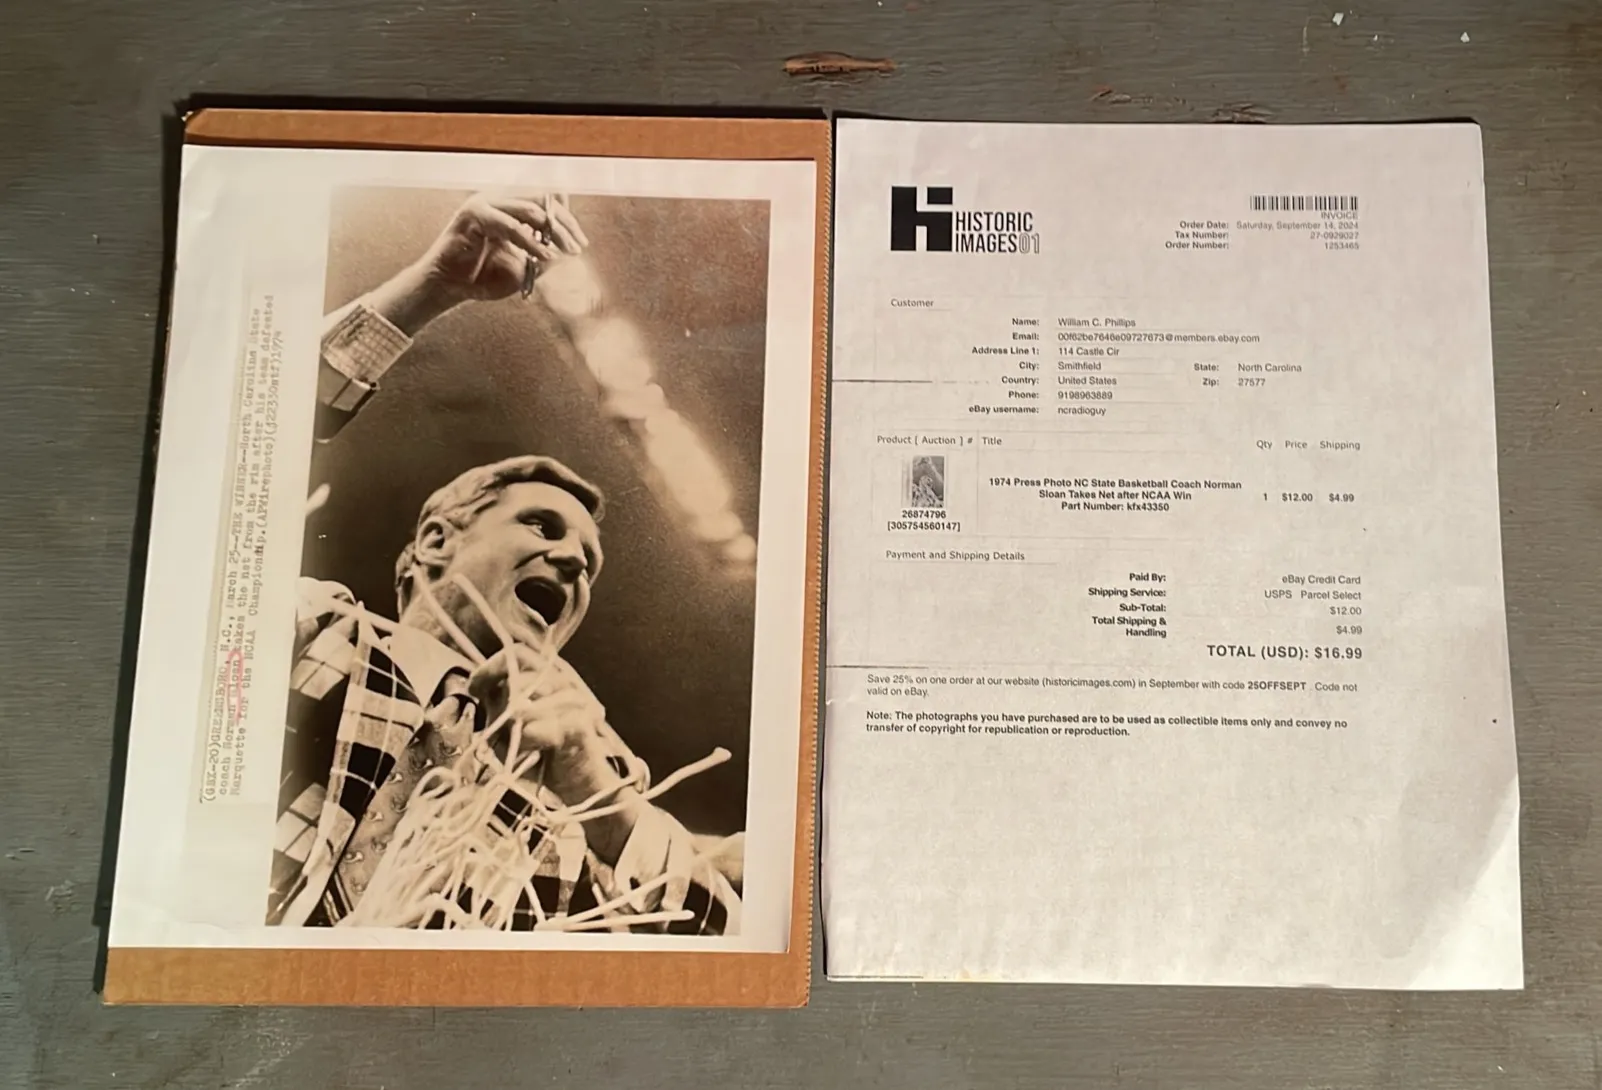 (GBX-20)GREENSBORO, N.C., March 25--THE WINNER--North Carolina State
coach Norman Sloan takes the net from the rim after his team defeated
Marquette for the NCAA Championship.(APWirephoto)(j22330mtf)1974
HISTORIC
IMAGES01
INVOICE
Order Date: Saturday, September 14, 2024
Tax Number: 27-0929027
Order Number: 1253465
Customer
Name: William C. Phillips
Email: 00f62be7646e09727673@members.ebay.com
Address Line 1: 114 Castle Cir
City: Smithfield State: North Carolina
Country: United States Zip: 27577
Phone: 9198963889
eBay username: ncradioguy
Product [ Auction ] # Title Qty Price Shipping
1974 Press Photo NC State Basketball Coach Norman
Sloan Takes Net after NCAA Win 1 $12.00 $4.99
Part Number: kfx43350
26874796
[305754560147]
Payment and Shipping Details
Paid By: eBay Credit Card
Shipping Service: USPS Parcel Select
Sub-Total: $12.00
Total Shipping &
Handling $4.99
TOTAL (USD): $16.99
Save 25% on one order at our website (historicimages.com) in September with code 25OFFSEPT . Code not
valid on eBay.
Note: The photographs you have purchased are to be used as collectible items only and convey no
transfer of copyright for republication or reproduction.